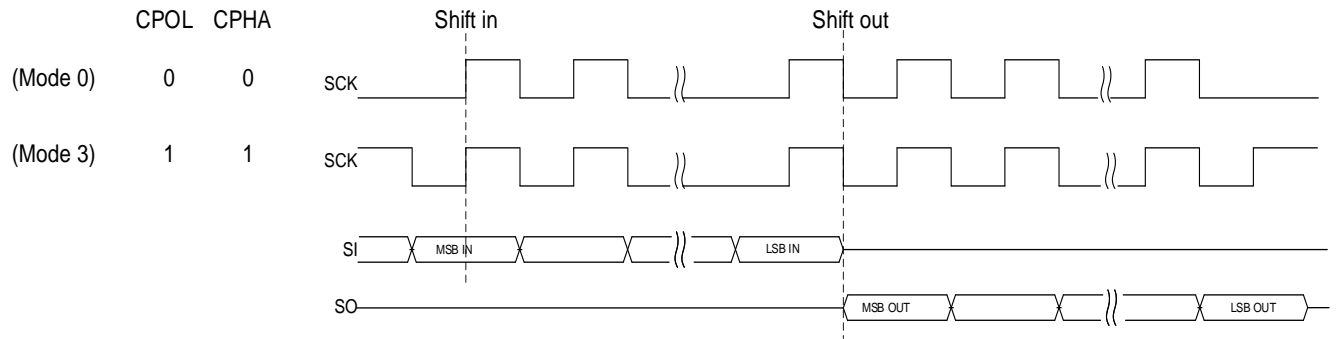 CPOL CPHA Shift in Shift out
(Mode 0) 0 0 SCK
(Mode 3) 1 1 SCK
SI MSB IN LSB IN
SO MSB OUT LSB OUT